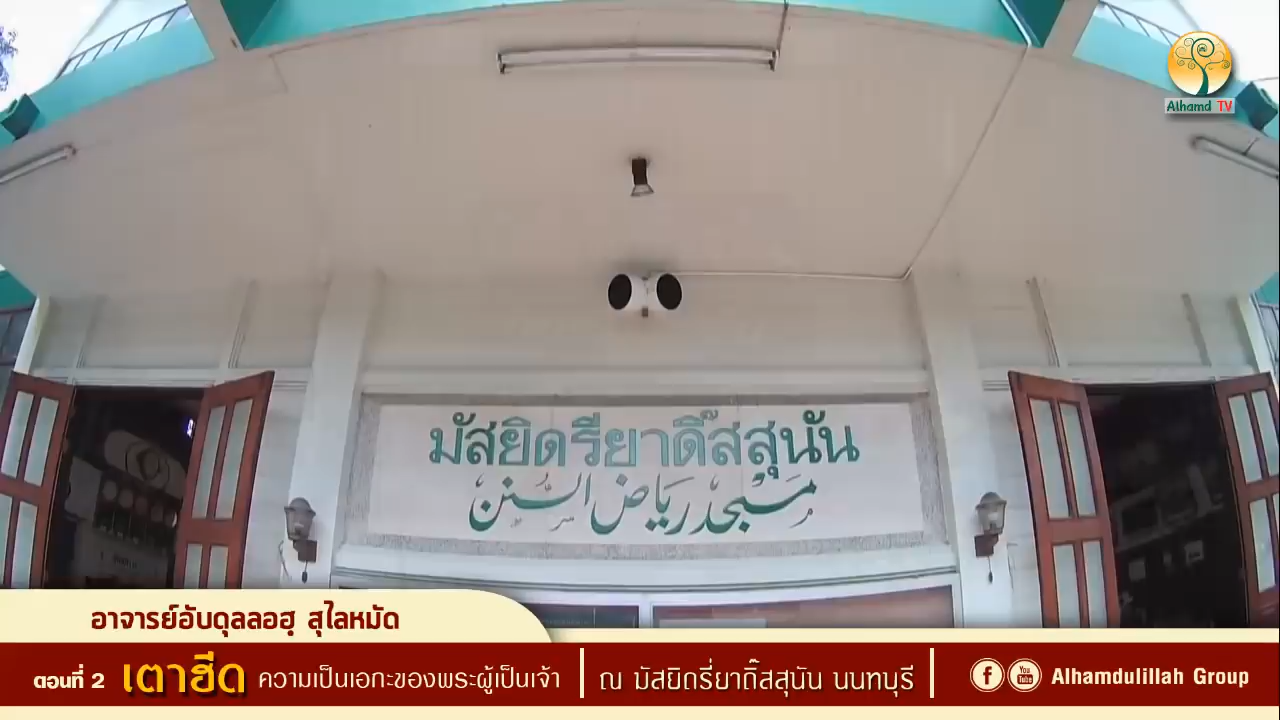 Alhamd TV
มัสยิดรียาดิ๊สสุนัน
مسجد رياض السنن
อาจารย์อับดุลลอฮฺ สุไลหมัด
ตอนที่ 2 เตาฮีด ความเป็นเอกะของพระผู้เป็นเจ้า ณ มัสยิดรี่ยาดิ๊สสุนัน นนทบุรี f You Tube Alhamdulillah Group